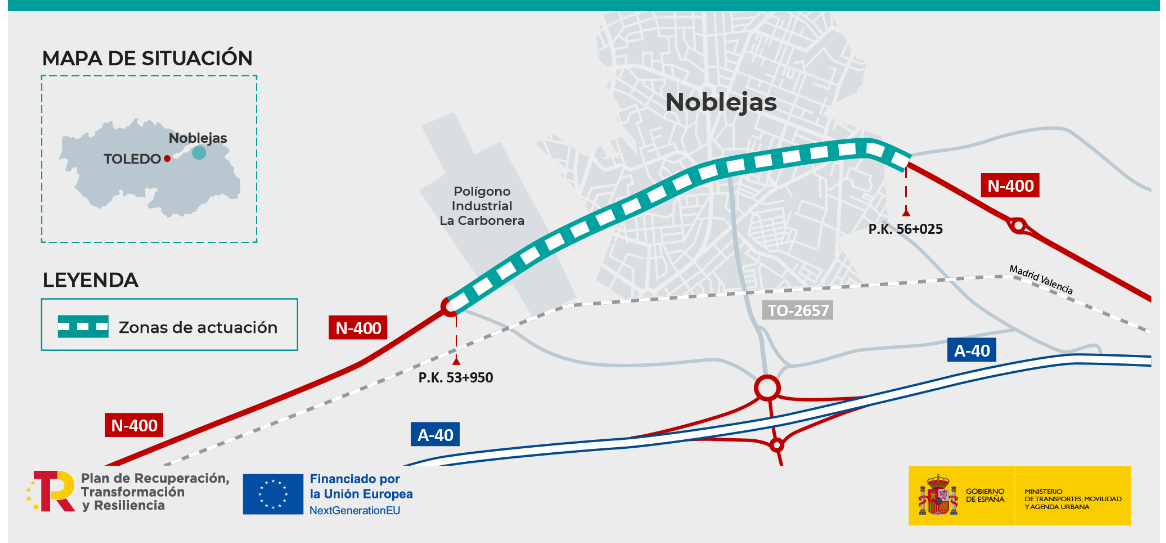 MAPA DE SITUACIÓN
Noblejas
TOLEDO
LEYENDA
Zonas de actuación
Noblejas
Polígono
Industrial
La Carbonera
N-400
P.K. 56+025
Madrid Valencia
TO-2657
N-400
A-40
P.K. 53+950
N-400
A-40
TR
Plan de Recuperación,
Transformación
y Resiliencia
Financiado por
la Unión Europea
NextGenerationEU
GOBIERNO
DE ESPAÑA
MINISTERIO
DE TRANSPORTES, MOVILIDAD
Y AGENDA URBANA